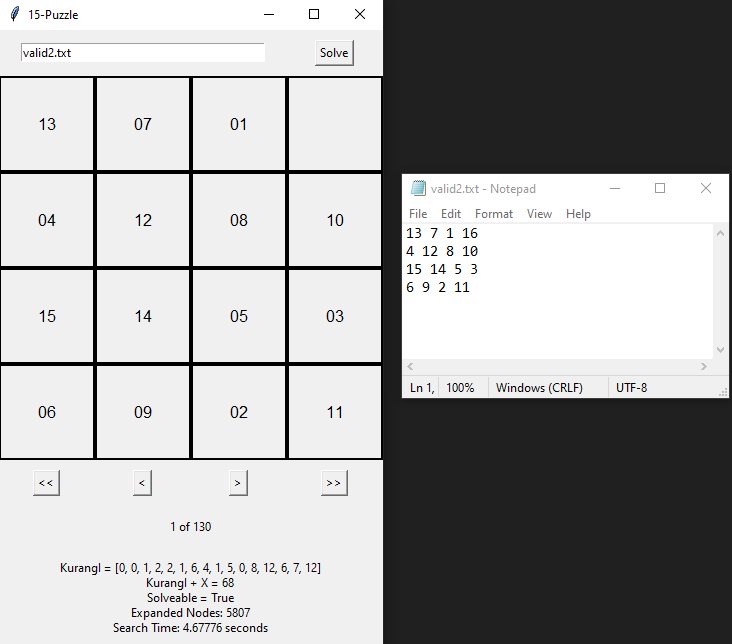 15-Puzzle
valid2.txt
Solve
13 07 01
04 12 08 10
15 14 05 03
06 09 02 11
<< < > >>
1 of 130
KurangI = [0, 0, 1, 2, 2, 1, 6, 4, 1, 5, 0, 8, 12, 6, 7, 12]
KurangI + X = 68
Solveable = True
Expanded Nodes: 5807
Search Time: 4.67776 seconds
valid2.txt - Notepad
File Edit Format View Help
13 7 1 16
4 12 8 10
15 14 5 3
6 9 2 11
Ln 1, 100% Windows (CRLF) UTF-8